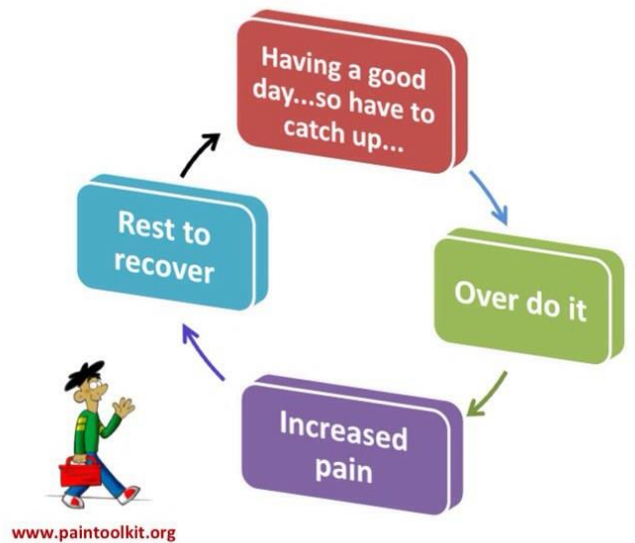 Having a good
day...so have to
catch up...
Over do it
Increased
pain
Rest to
recover
www.paintoolkit.org